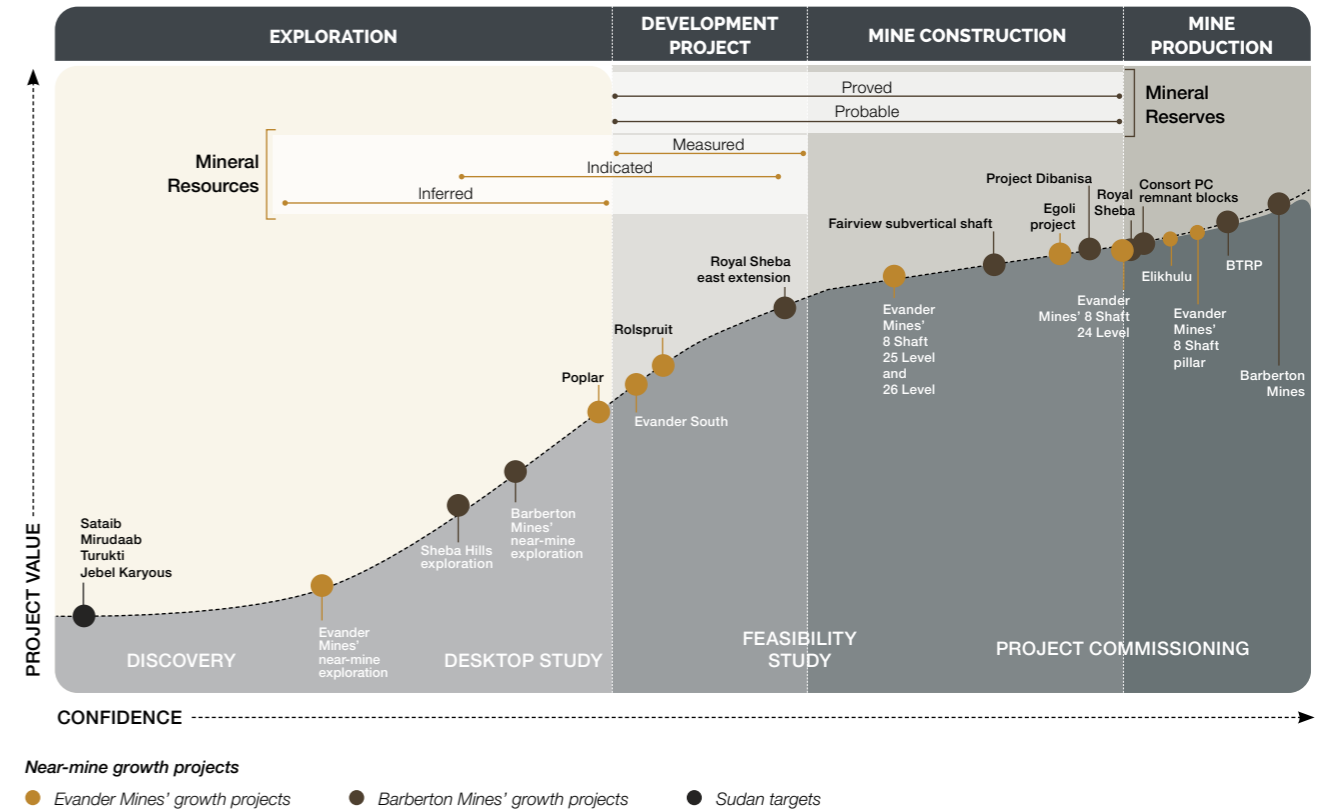 EXPLORATION
DEVELOPMENT
PROJECT
MINE CONSTRUCTION
MINE
PRODUCTION
Proved
Probable
Mineral
Reserves
Measured
Indicated
Inferred
Mineral
Resources
Project Dibanisa
Royal
Sheba
Consort PC
remnant blocks
Egoli
project
Fairview subvertical shaft
Royal Sheba
east extension
Elikhulu
BTRP
Evander
Mines'
8 Shaft
25 Level
and
26 Level
Evander
Mines' 8 Shaft
24 Level
Evander
Mines'
8 Shaft
pillar
Barberton
Mines
Rolspruit
Poplar
Evander South
Sataib
Mirudaab
Turukti
Jebel Karyous
Sheba Hills
exploration
Barberton
Mines'
near-mine
exploration
Evander
Mines'
near-mine
exploration
DISCOVERY
DESKTOP STUDY
FEASIBILITY
STUDY
PROJECT COMMISSIONING
PROJECT VALUE
CONFIDENCE
Near-mine growth projects
Evander Mines' growth projects
Barberton Mines' growth projects
Sudan targets